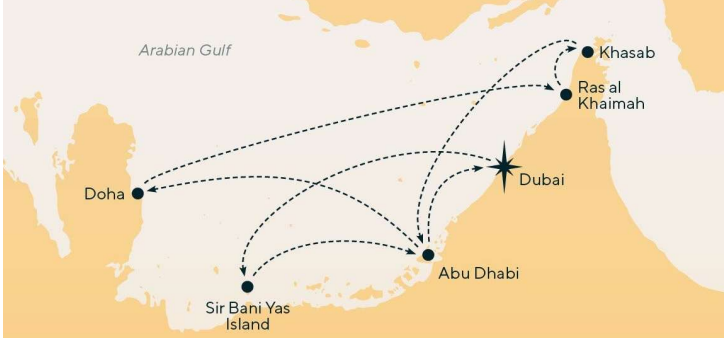 Arabian Gulf
Khasab
Ras al
Khaimah
Dubai
Doha
Abu Dhabi
Sir Bani Yas
Island